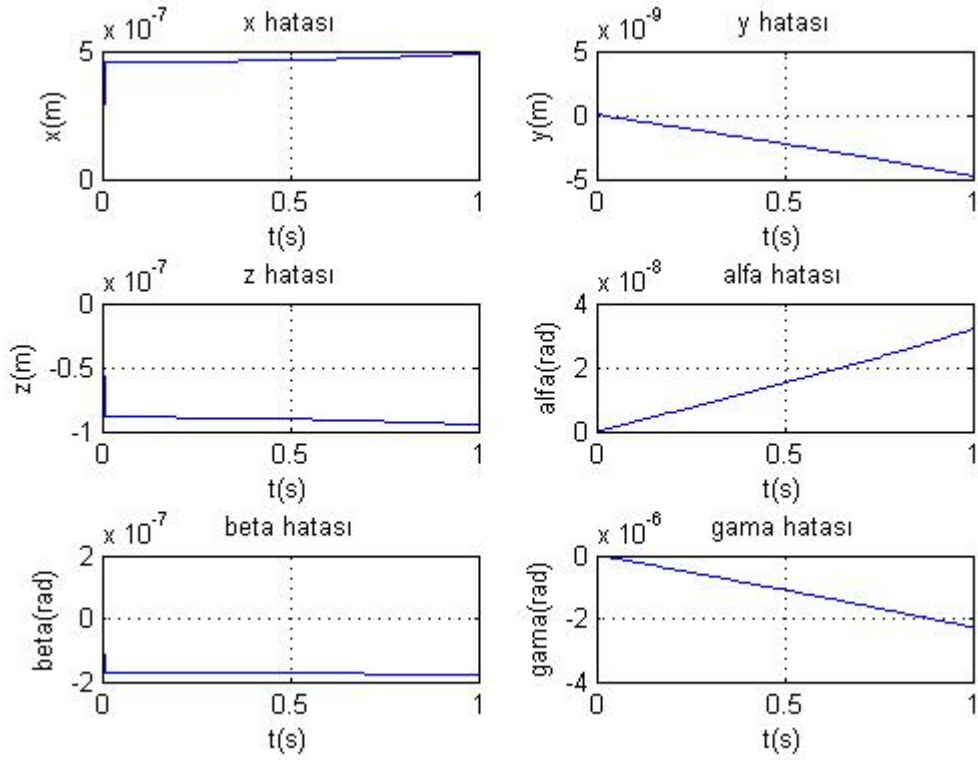 x 10^-7
x hatası
5
0
x(m)
0 0.5 1
t(s)
x 10^-9
y hatası
5
0
-5
y(m)
0 0.5 1
t(s)
x 10^-7
z hatası
0
-0.5
-1
z(m)
0 0.5 1
t(s)
x 10^-8
alfa hatası
4
2
0
alfa(rad)
0 0.5 1
t(s)
x 10^-7
beta hatası
2
0
-2
beta(rad)
0 0.5 1
t(s)
x 10^-6
gama hatası
0
-2
-4
gama(rad)
0 0.5 1
t(s)